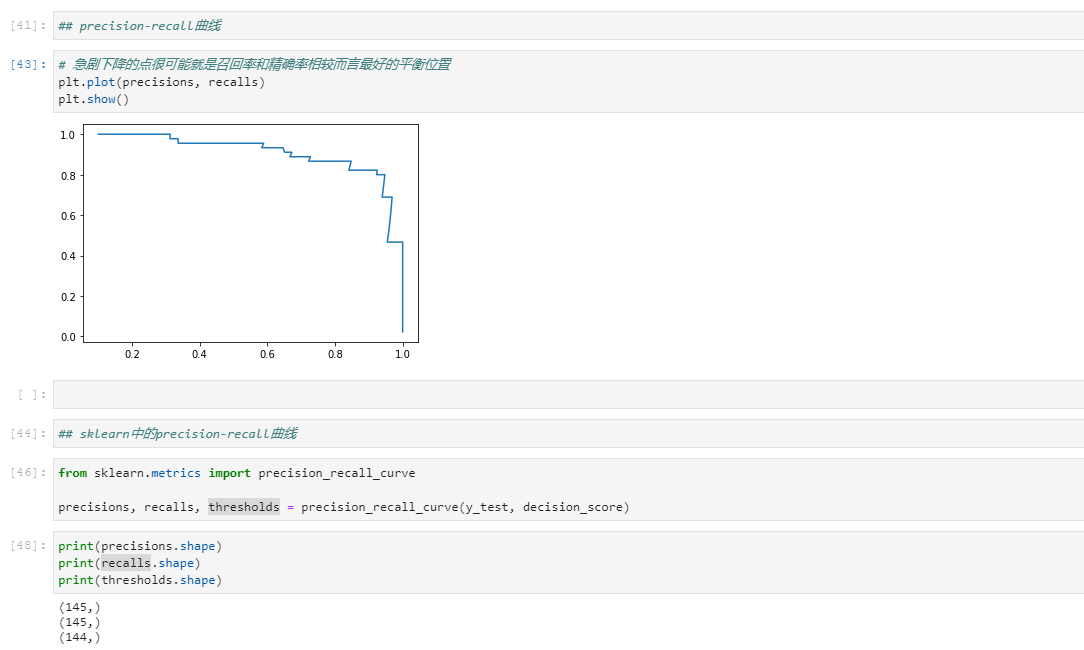 [41]: ## precision-recall曲线
[43]: # 急剧下降的点很可能就是召回率和精确率相较而言最好的平衡位置
plt.plot(precisions, recalls)
plt.show()
1.0
0.8
0.6
0.4
0.2
0.0
0.2 0.4 0.6 0.8 1.0
[ ]:
[44]: ## sklearn中的precision-recall曲线
[46]: from sklearn.metrics import precision_recall_curve
precisions, recalls, thresholds = precision_recall_curve(y_test, decision_score)
[48]: print(precisions.shape)
print(recalls.shape)
print(thresholds.shape)
(145,)
(145,)
(144,)